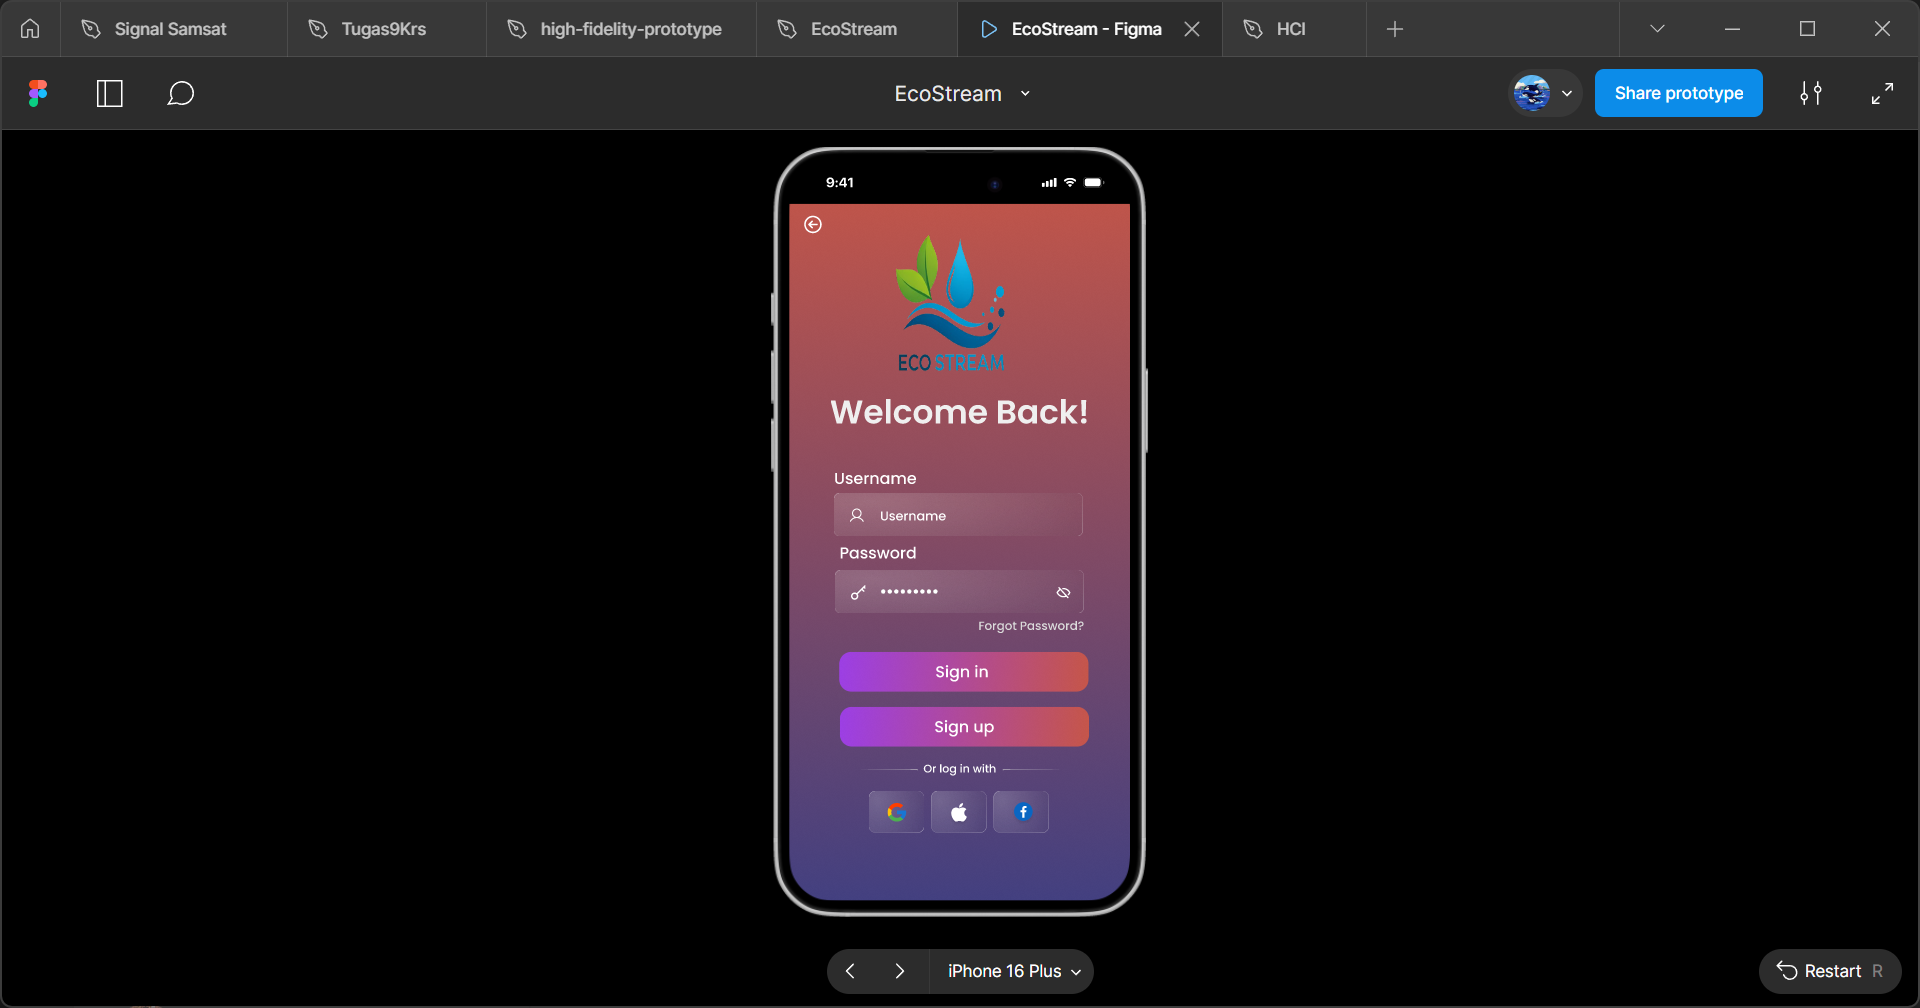 Signal Samsat
Tugas9Krs
high-fidelity-prototype
EcoStream
EcoStream - Figma
HCI
EcoStream
Share prototype
9:41
ECO STREAM
Welcome Back!
Username
Username
Password
Forgot Password?
Sign in
Sign up
Or log in with
iPhone 16 Plus
Restart R